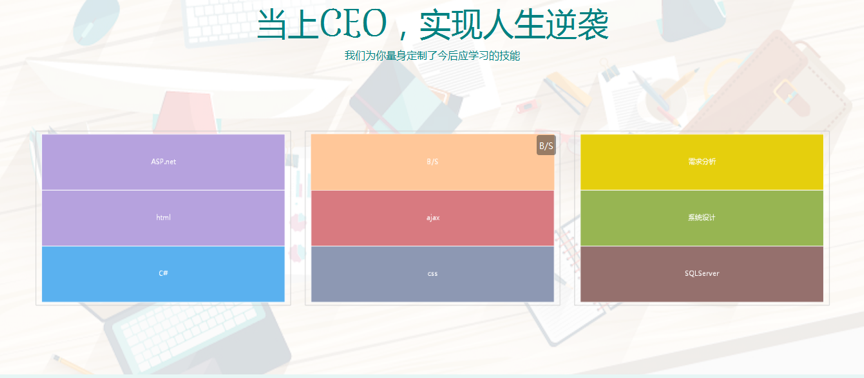 当上CEO，实现人生逆袭
我们为你量身定制了今后应学习的技能
ASP.net
html
C#
B/S
B/S
ajax
css
需求分析
系统设计
SQLServer